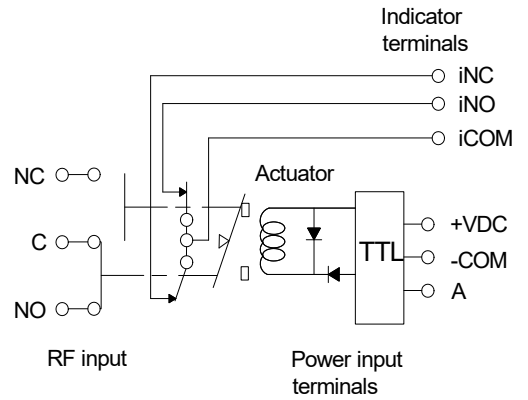 Indicator
terminals
iNC
iNO
iCOM
NC
Actuator
C
+VDC
TTL
-COM
A
NO
RF input
Power input
terminals